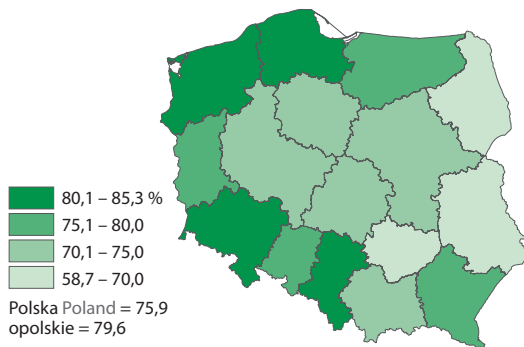 80,1 – 85,3 %
75,1 – 80,0
70,1 – 75,0
58,7 – 70,0
Polska Poland = 75,9
opolskie = 79,6